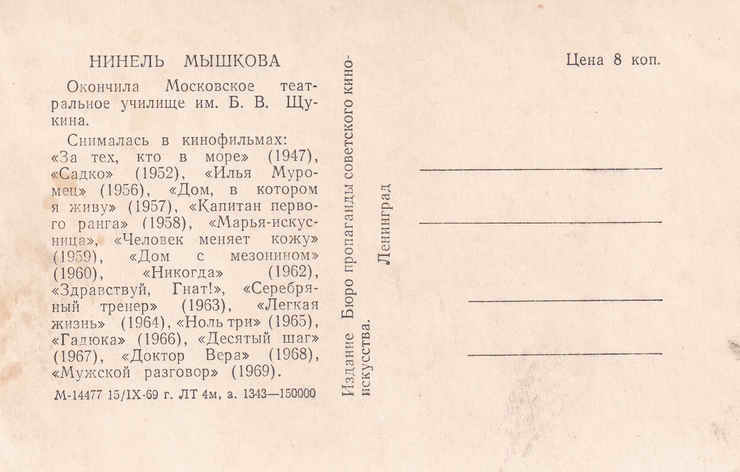 НИНЕЛЬ МЫШКОВА
Окончила Московское теат-
ральное училище им. Б. В. Щу-
кина.
Снималась в кинофильмах:
«За тех, кто в море» (1947),
«Садко» (1952), «Илья Муро-
мец» (1956), «Дом, в котором
я живу» (1957), «Капитан перво-
го ранга» (1958), «Марья-искус-
ница», «Человек меняет кожу»
(1959), «Дом с мезонином»
(1960), «Никогда» (1962),
«Здравствуй, Гнат!», «Серебря-
ный тренер» (1963), «Легкая
жизнь» (1964), «Ноль три» (1965),
«Гадюка» (1966), «Десятый шаг»
(1967), «Доктор Вера» (1968),
«Мужской разговор» (1969).
М-14477 15/IX-69 г. ЛТ 4м, а. 1343—150000
Издание Бюро пропаганды советского кино-
искусства.
Ленинград
Цена 8 коп.